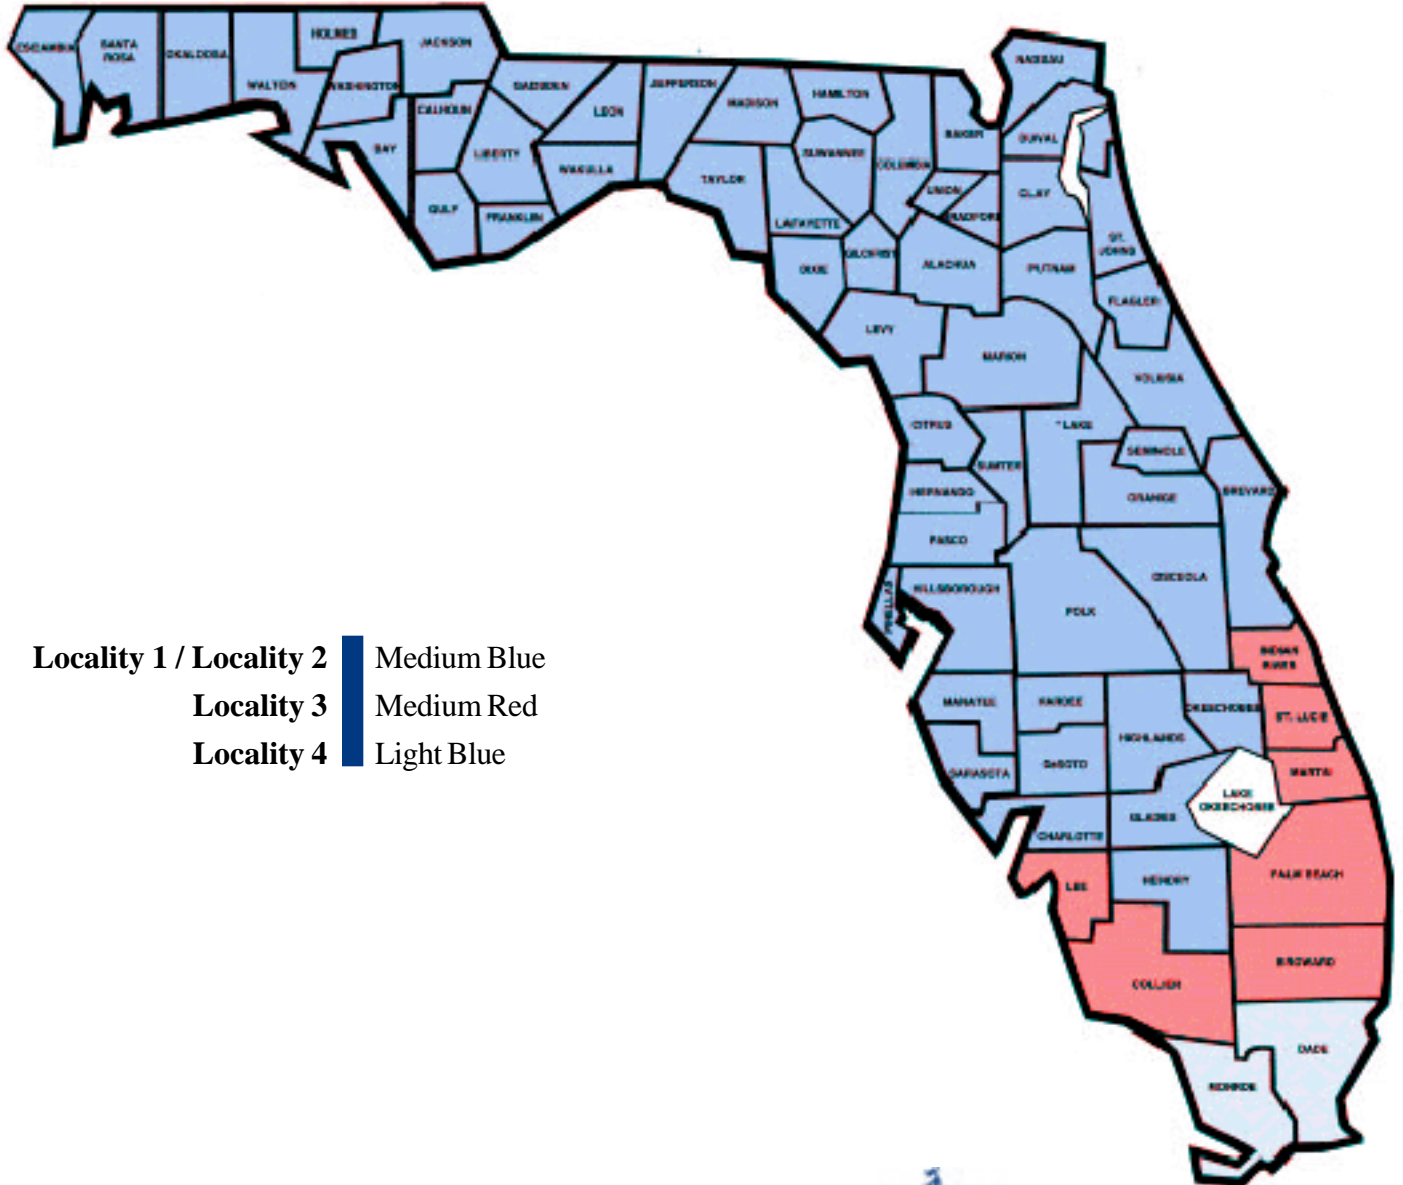 ESCAMBIA
SANTA
ROSA
OKALOOSA
WALTON
HOLMES
WASHINGTON
JACKSON
BAY
CALHOUN
GULF
LIBERTY
GADSDEN
FRANKLIN
LEON
WAKULLA
JEFFERSON
MADISON
TAYLOR
HAMILTON
SUWANNEE
LAFAYETTE
DIXIE
COLUMBIA
GILCHRIST
BAKER
UNION
BRADFORD
ALACHUA
NASSAU
DUVAL
CLAY
ST.
JOHNS
PUTNAM
FLAGLER
LEVY
MARION
VOLUSIA
CITRUS
SUMTER
LAKE
SEMINOLE
ORANGE
BREVARD
HERNANDO
PASCO
PINELLAS
HILLSBOROUGH
POLK
OSCEOLA
INDIAN
RIVER
MANATEE
HARDEE
HIGHLANDS
OKEECHOBEE
ST. LUCIE
SARASOTA
DeSOTO
MARTIN
LAKE
OKEECHOBEE
CHARLOTTE
GLADES
LEE
HENDRY
PALM BEACH
COLLIER
BROWARD
MONROE
DADE
Locality 1 / Locality 2 Medium Blue
Locality 3 Medium Red
Locality 4 Light Blue